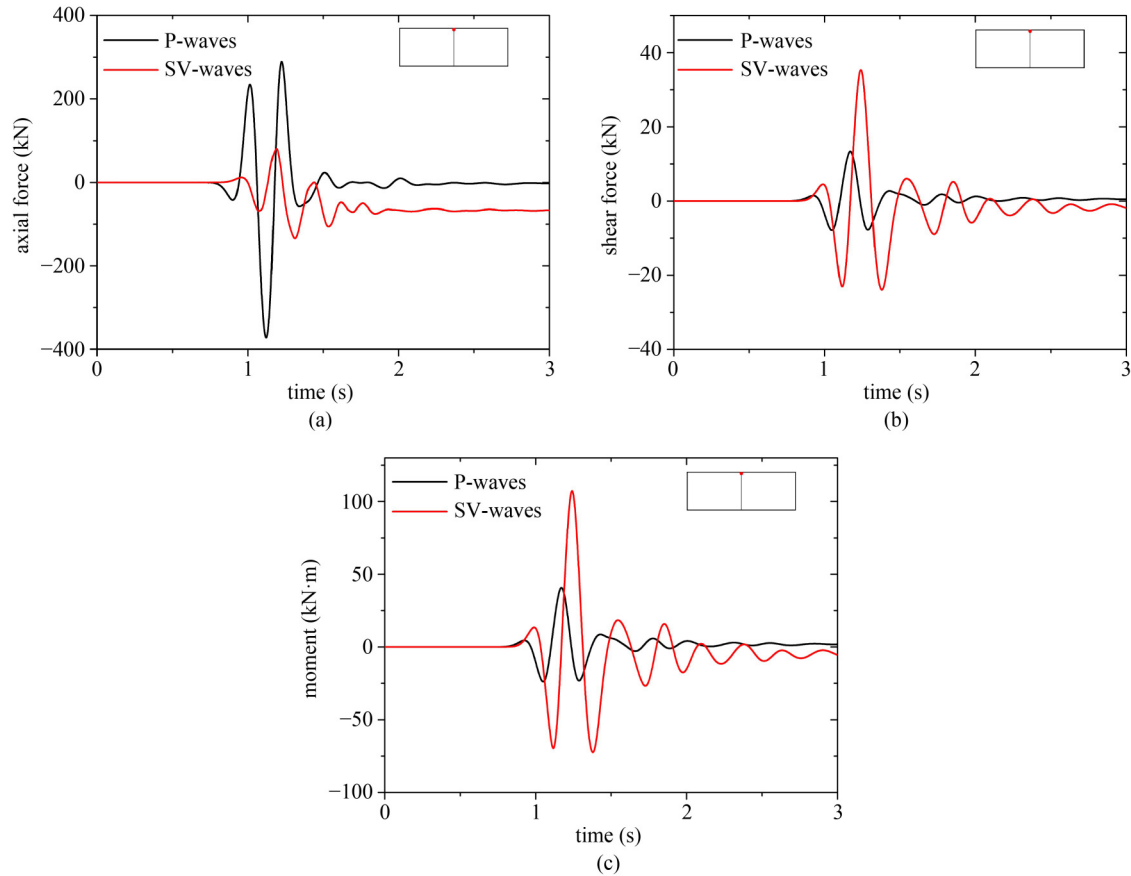 400
200
0
−200
−400
axial force (kN)
P-waves
SV-waves
0
1
2
3
time (s)
(a)
40
20
0
−20
−40
shear force (kN)
P-waves
SV-waves
0
1
2
3
time (s)
(b)
100
50
0
−50
−100
moment (kN·m)
P-waves
SV-waves
0
1
2
3
time (s)
(c)